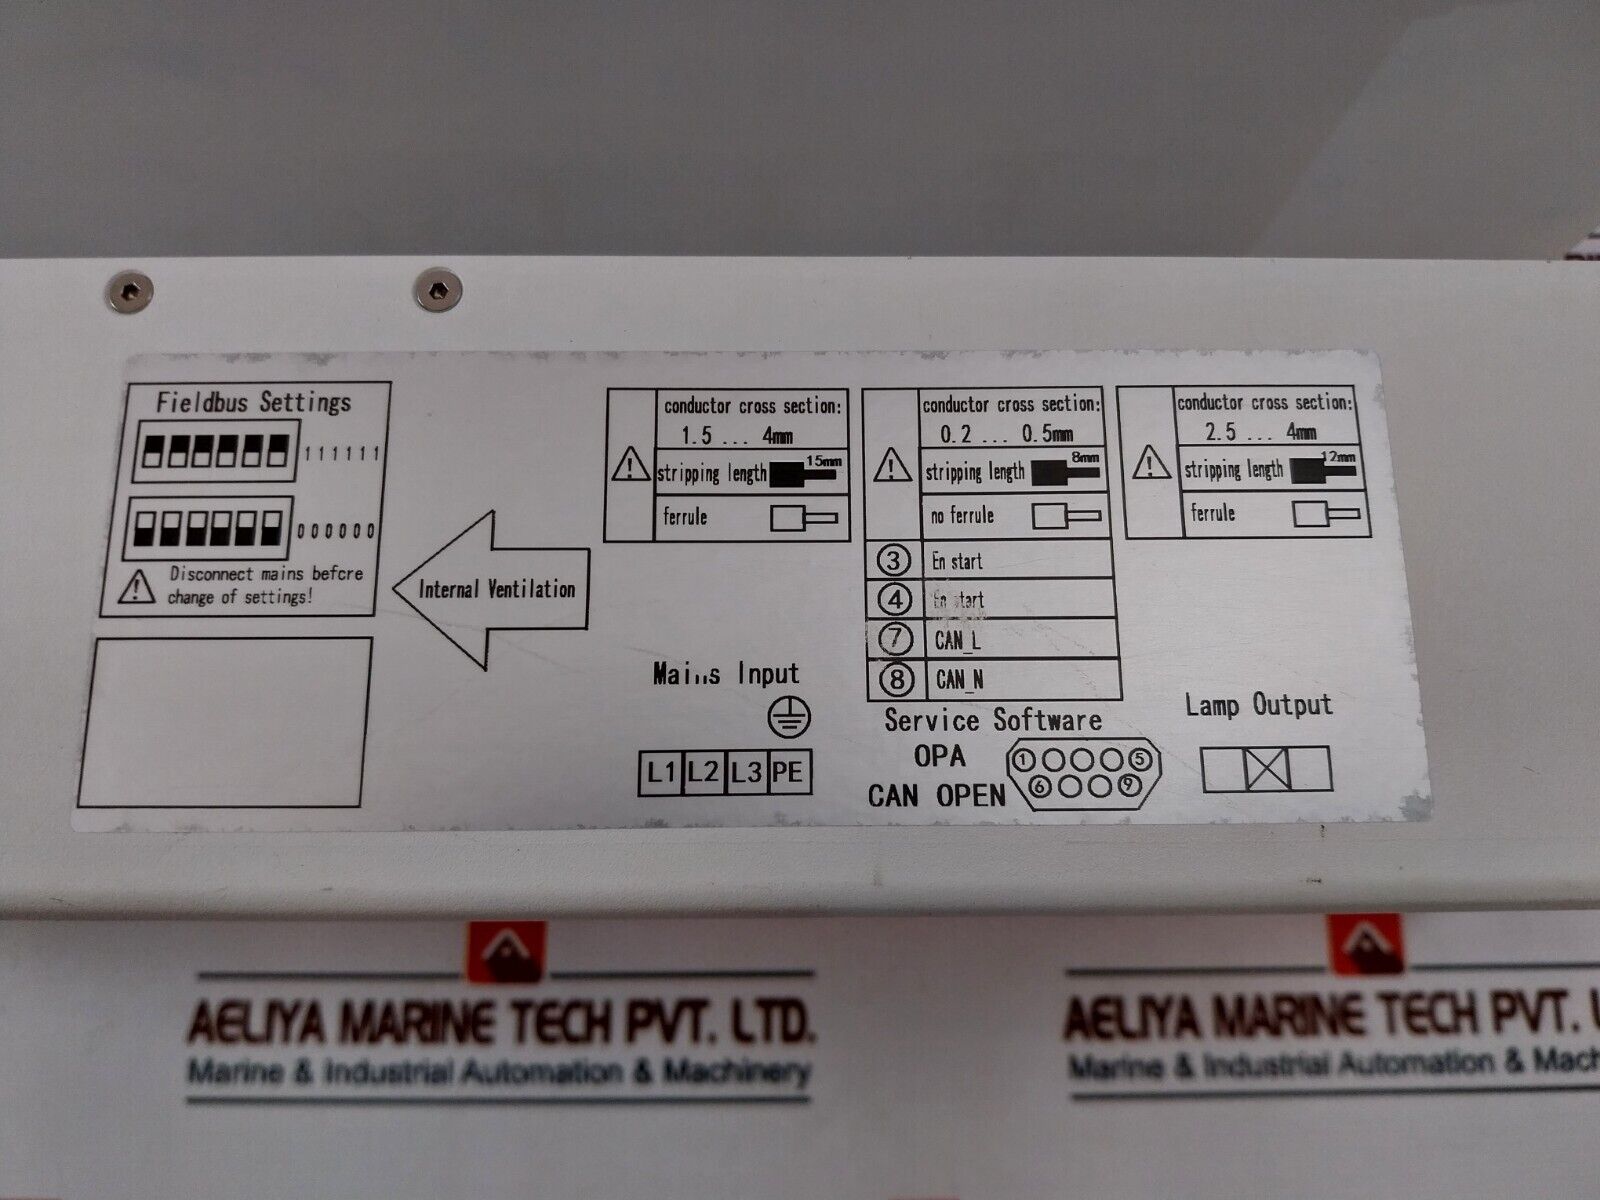 Fieldbus Settings
111111
000000
Disconnect mains befcre
change of settings!
Internal Ventilation
conductor cross section:
1.5 ... 4mm
stripping length 15mm
ferrule
Mains Input
L1 L2 L3 PE
conductor cross section:
0.2 ... 0.5mm
stripping length 8mm
no ferrule
3 En start
4 En start
7 CAN_L
8 CAN_N
Service Software
OPA
CAN OPEN
1 5
6 9
conductor cross section:
2.5 ... 4mm
stripping length 12mm
ferrule
Lamp Output
AELIYA MARINE TECH PVT. LTD.
Marine & Industrial Automation & Machinery
AELIYA MARINE TECH PVT.
Marine & Industrial Automation &